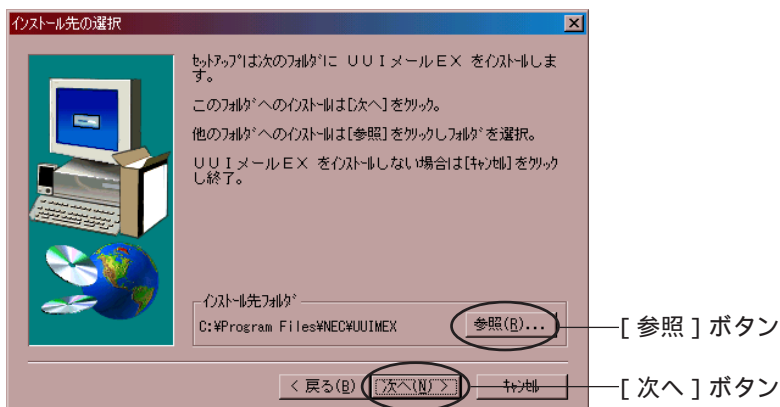 インストール先の選択
セットアップは次のフォルダに UUIメールEX をインストールしま
す。
このフォルダへのインストールは[次へ]をクリック。
他のフォルダへのインストールは[参照]をクリックしフォルダを選択。
UUIメールEX をインストールしない場合は[キャンセル]をクリック
し終了。
インストール先フォルダ
C:¥Program Files¥NEC¥UUIMEX
参照(R)...
[ 参照 ] ボタン
< 戻る(B)
次へ(N) >
キャンセル
[ 次へ ] ボタン